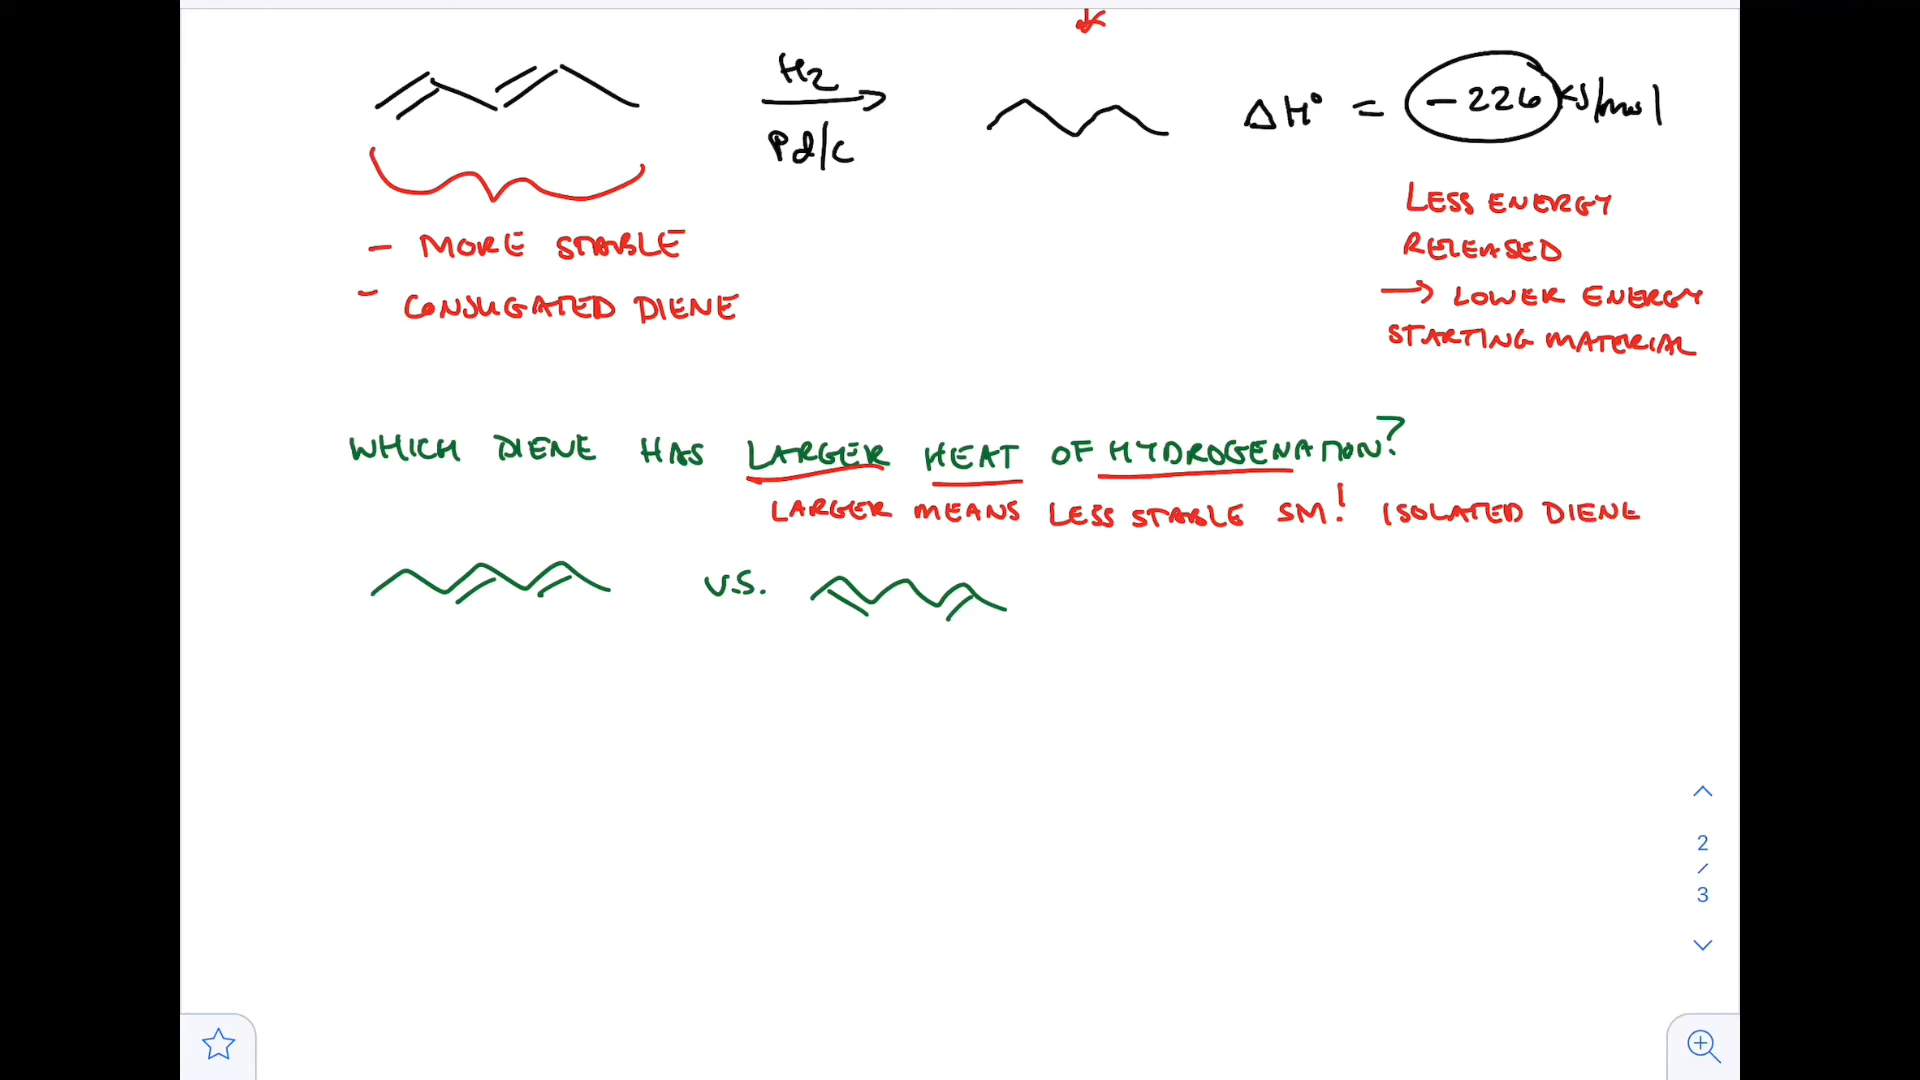 H2
Pd/C
ΔH° = -226 KJ/mol
LESS ENERGY
RELEASED
→ LOWER ENERGY
STARTING MATERIAL
- MORE STABLE
- CONJUGATED DIENE
WHICH DIENE HAS LARGER HEAT OF HYDROGENATION?
LARGER MEANS LESS STABLE SM! ISOLATED DIENE
V.S.
2
/
3